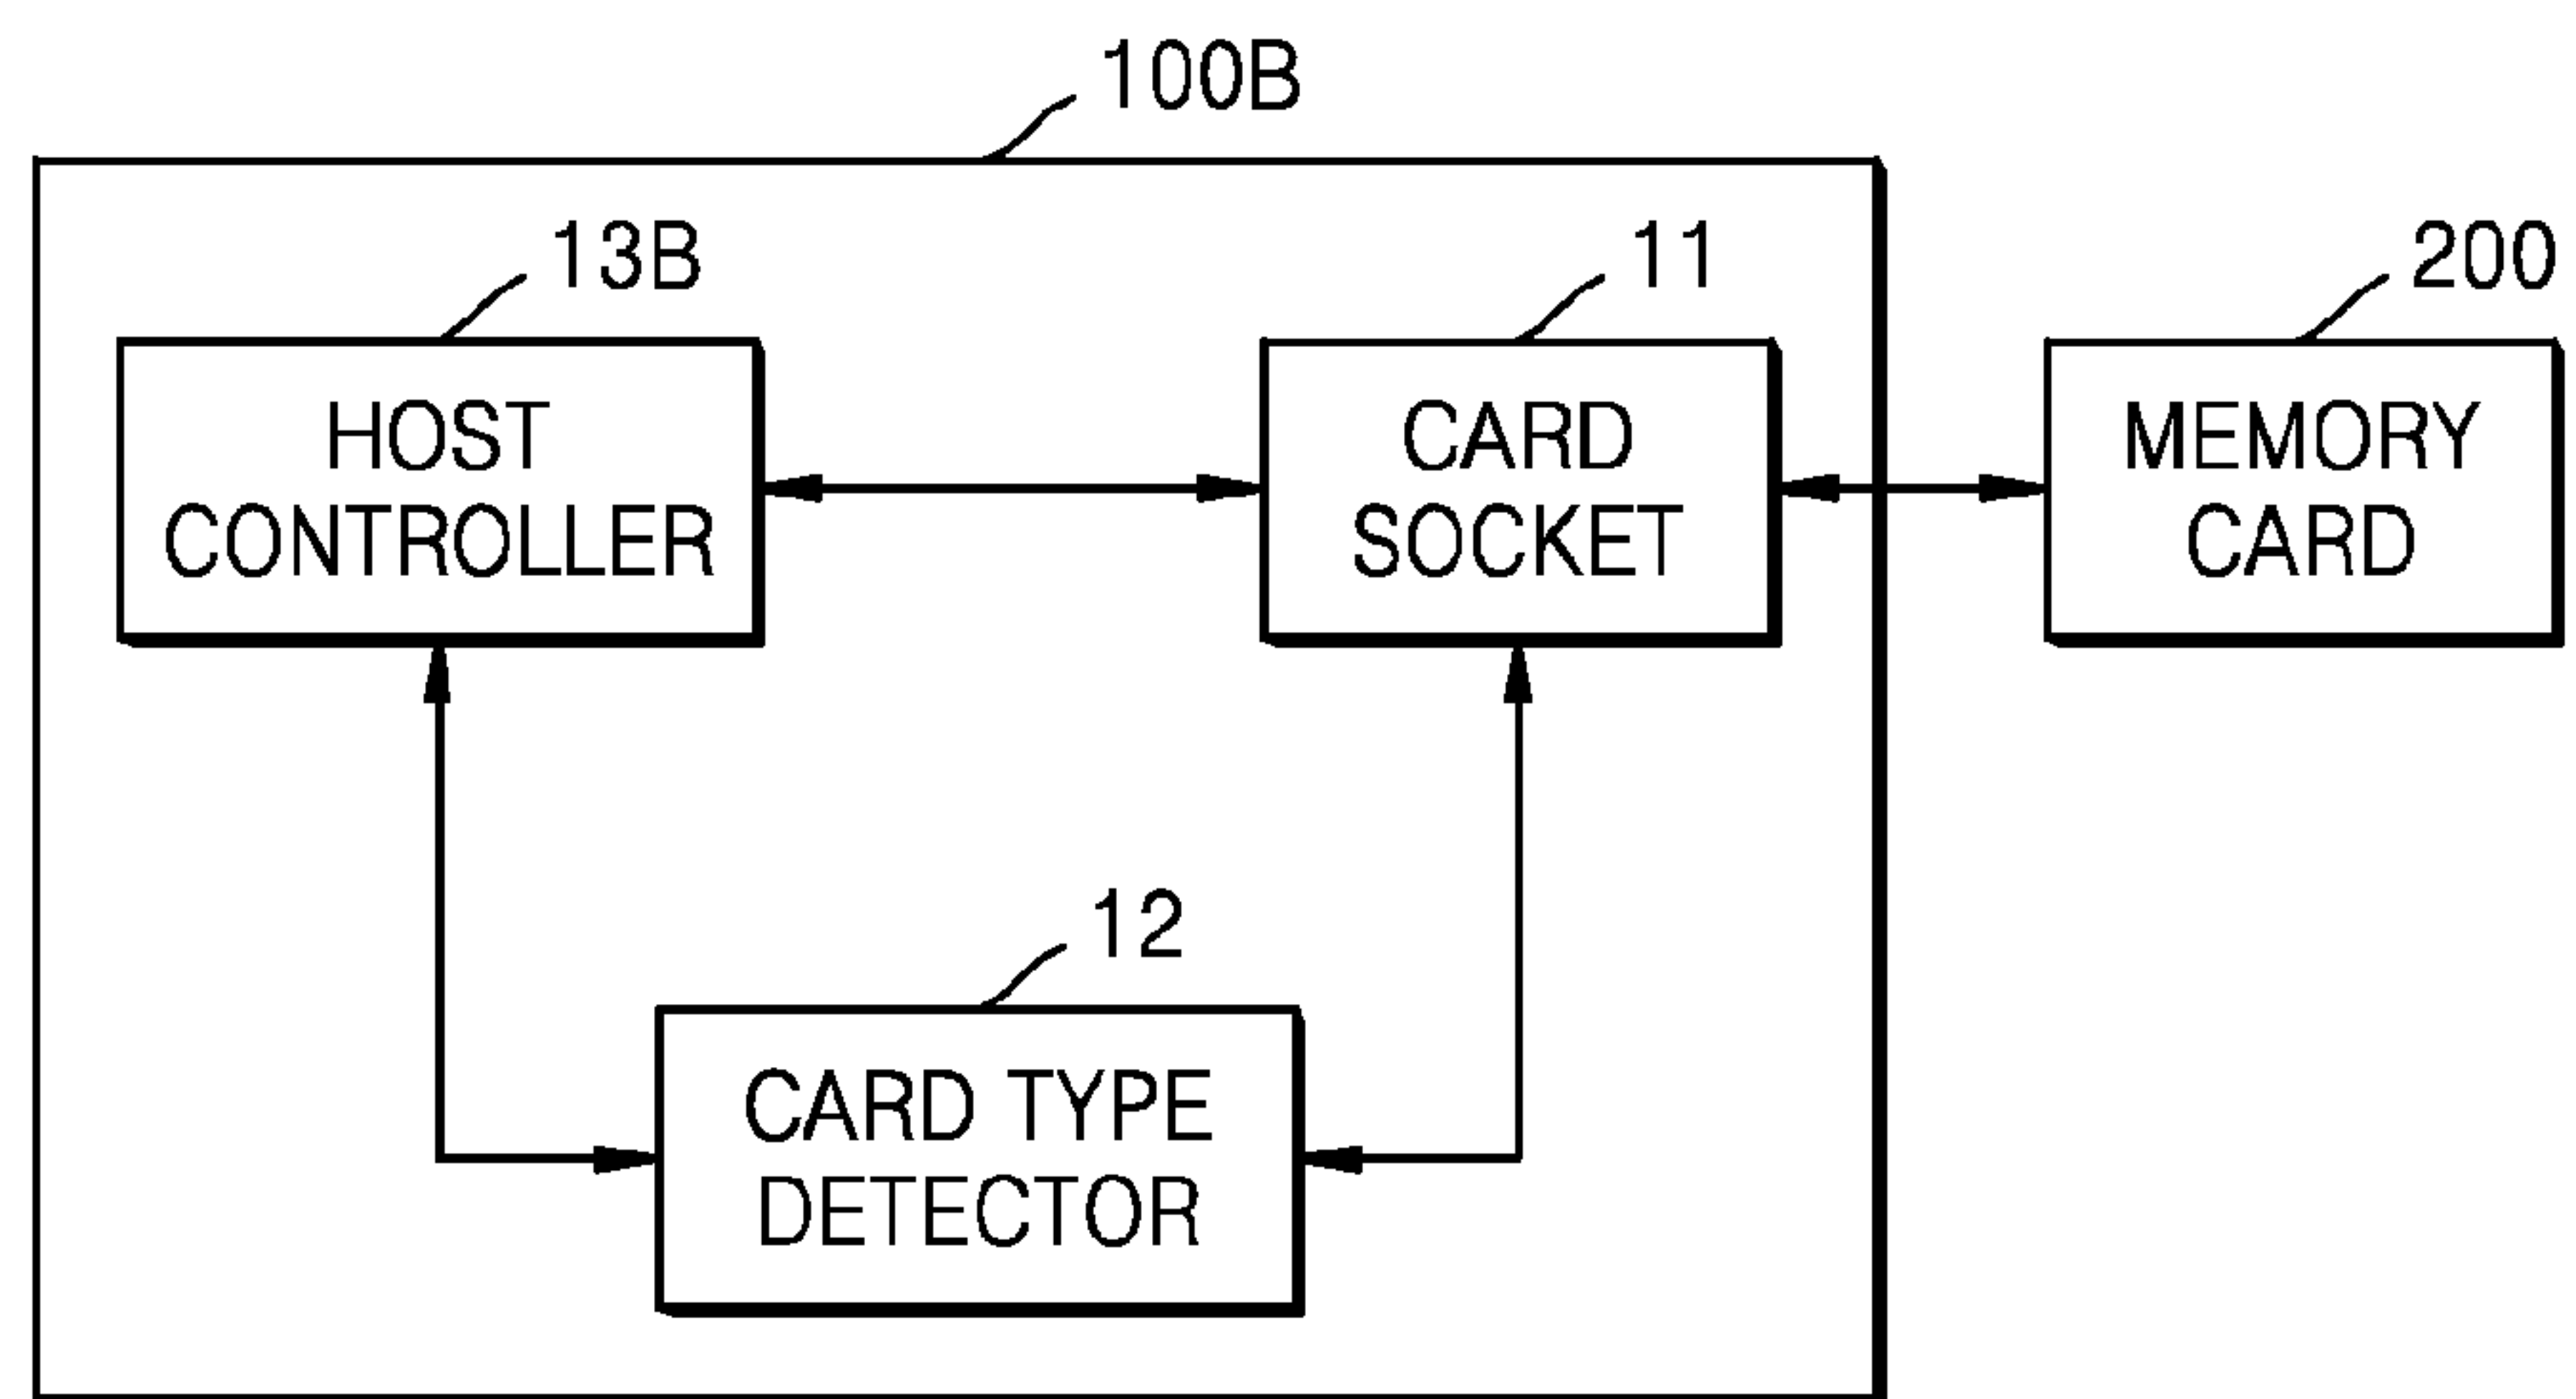 100B
13B
11
200
HOST
CONTROLLER
CARD
SOCKET
MEMORY
CARD
12
CARD TYPE
DETECTOR